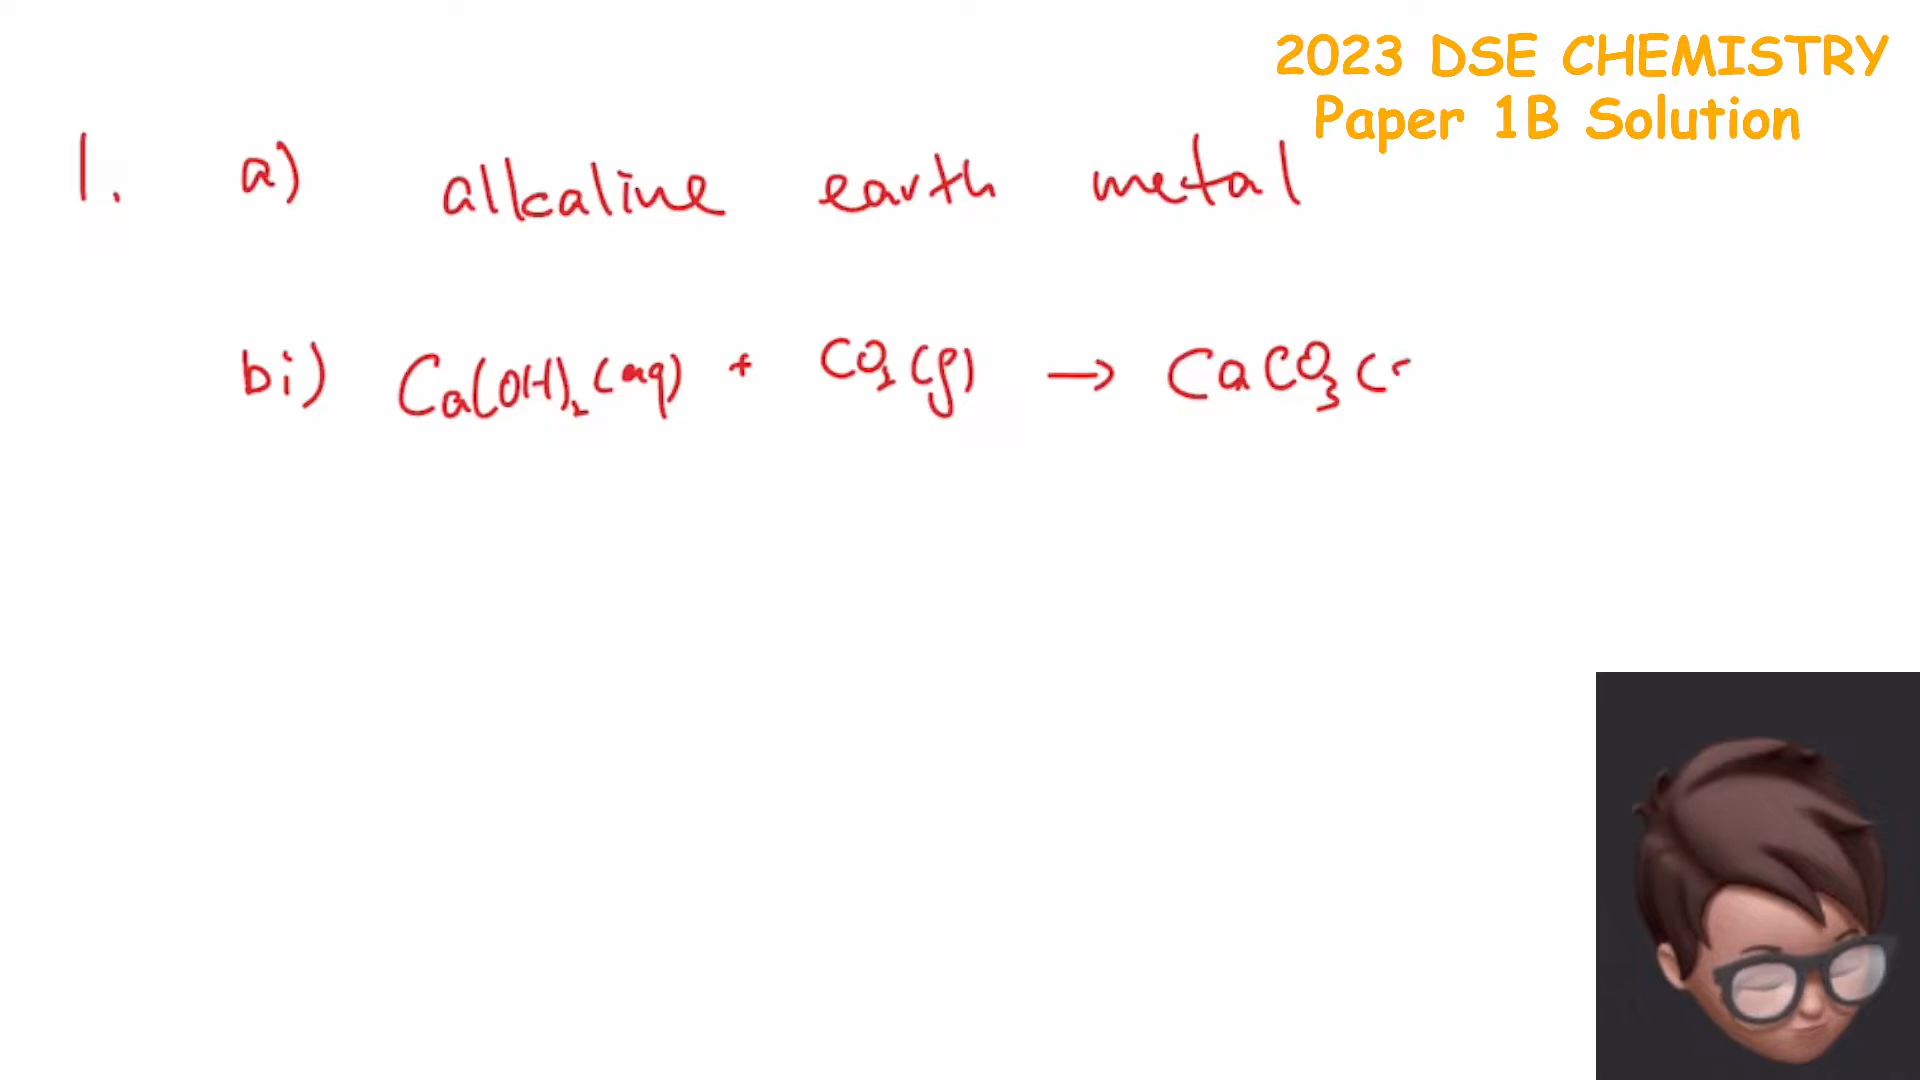 2023 DSE CHEMISTRY
Paper 1B Solution
1. a) alkaline earth metal
bi) Ca(OH)₂(aq) + CO₂(g) → CaCO₃(